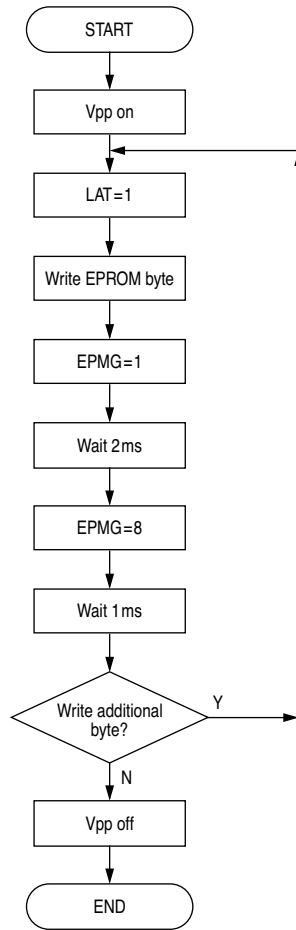 START
Vpp on
LAT=1
Write EPROM byte
EPMG=1
Wait 2ms
EPMG=8
Wait 1ms
Write additional
byte?
Y
N
Vpp off
END